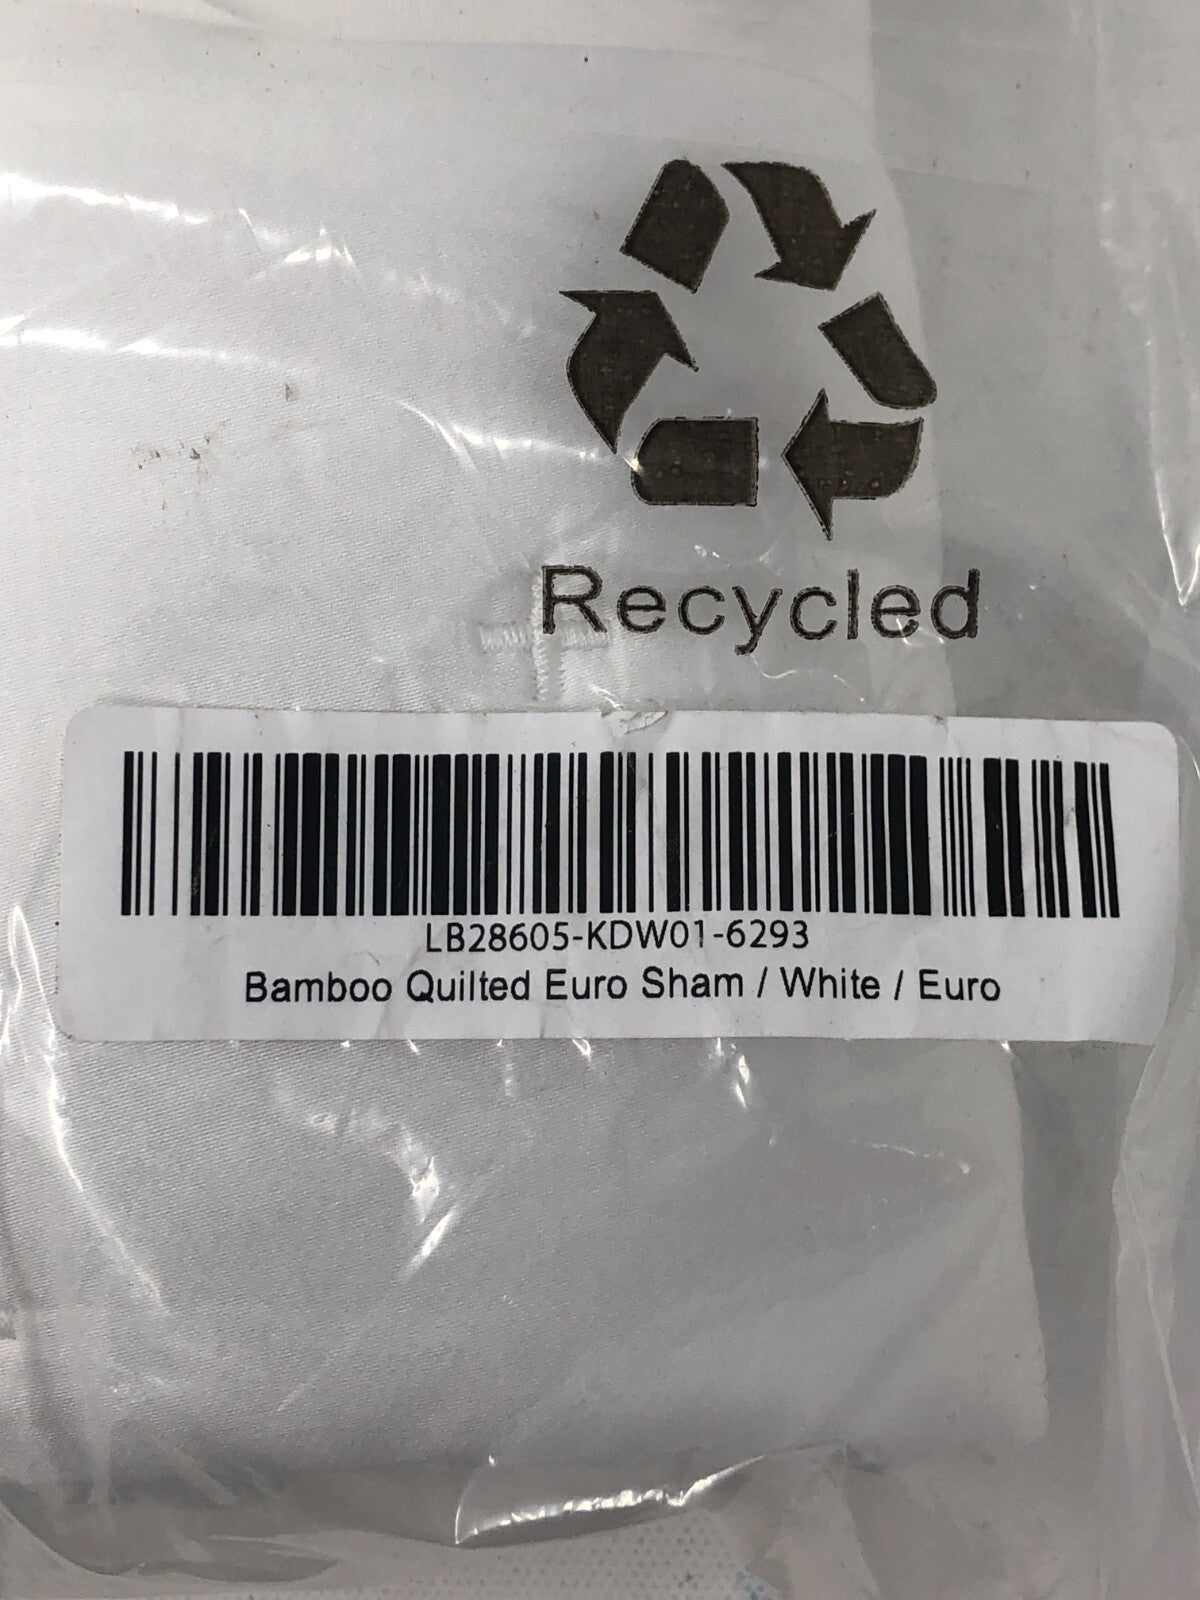 Recycled
LB28605-KDW01-6293
Bamboo Quilted Euro Sham / White / Euro